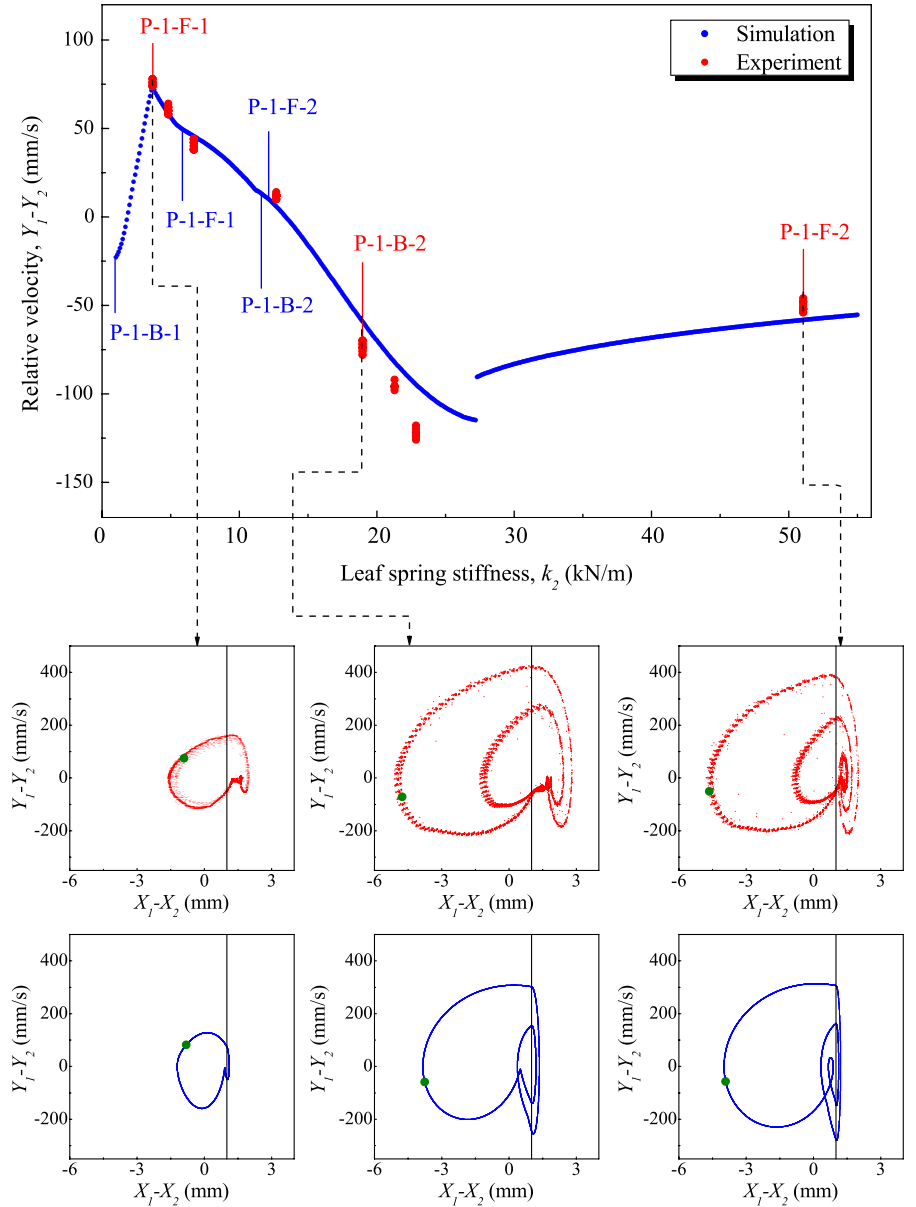 P-1-F-1
Simulation
Experiment
100
50
0
-50
-100
-150
Relative velocity, Y1-Y2 (mm/s)
P-1-F-2
P-1-F-1
P-1-B-2
P-1-F-2
P-1-B-2
P-1-B-1
0 10 20 30 40 50
Leaf spring stiffness, k2 (kN/m)
400 200 0 -200
Y1-Y2 (mm/s)
-6 -3 0 3
X1-X2 (mm)
400 200 0 -200
Y1-Y2 (mm/s)
-6 -3 0 3
X1-X2 (mm)
400 200 0 -200
Y1-Y2 (mm/s)
-6 -3 0 3
X1-X2 (mm)
400 200 0 -200
Y1-Y2 (mm/s)
-6 -3 0 3
X1-X2 (mm)
400 200 0 -200
Y1-Y2 (mm/s)
-6 -3 0 3
X1-X2 (mm)
400 200 0 -200
Y1-Y2 (mm/s)
-6 -3 0 3
X1-X2 (mm)